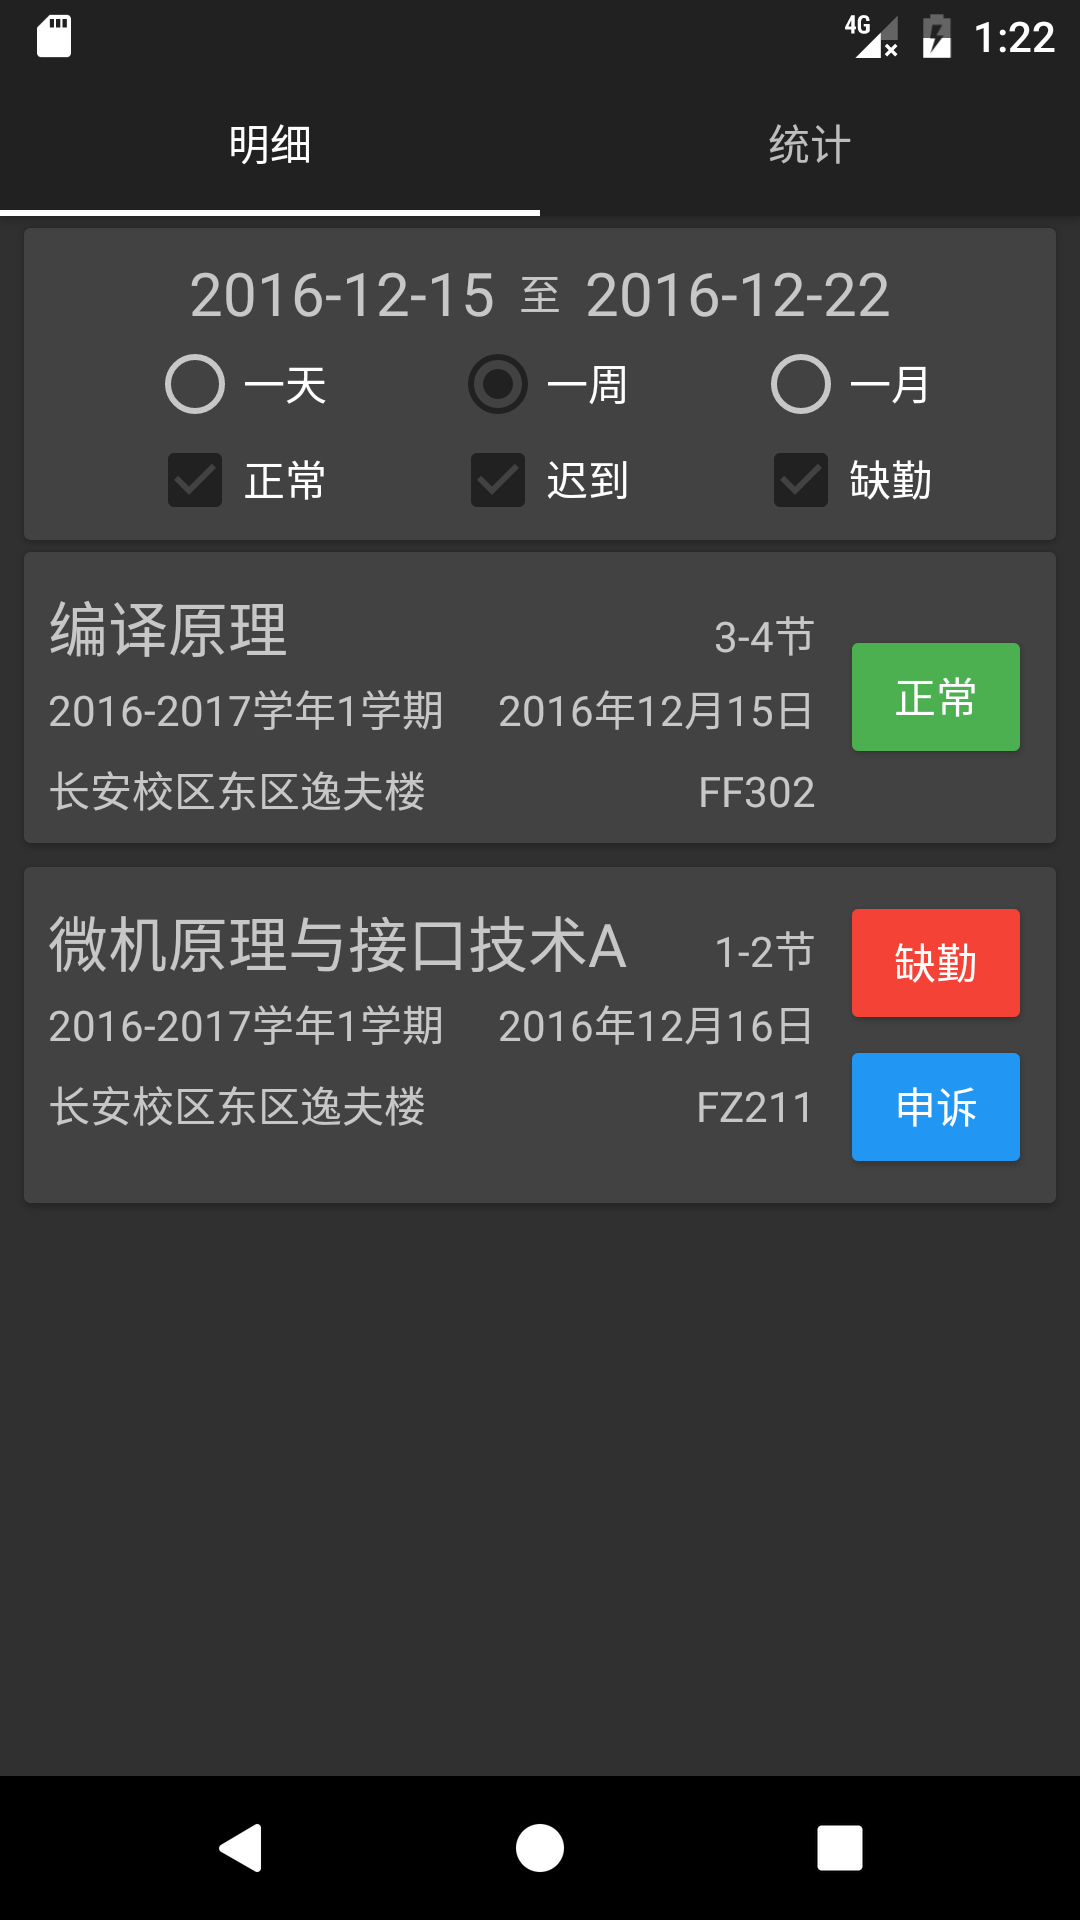 4G 1:22
明细 统计
2016-12-15 至 2016-12-22
一天 一周 一月
正常 迟到 缺勤
编译原理 3-4节
2016-2017学年1学期 2016年12月15日 正常
长安校区东区逸夫楼 FF302
微机原理与接口技术A 1-2节 缺勤
2016-2017学年1学期 2016年12月16日
长安校区东区逸夫楼 FZ211 申诉